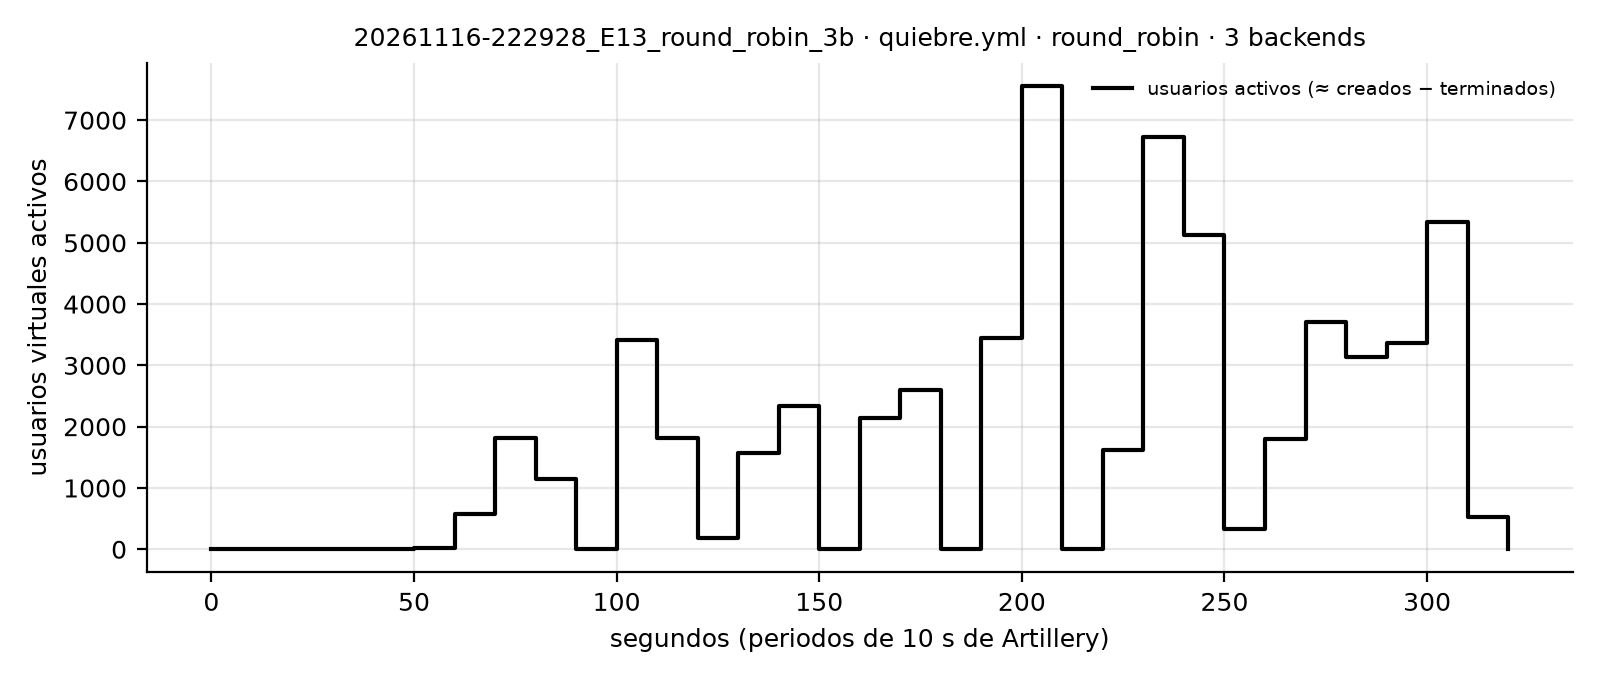 20261116-222928_E13_round_robin_3b · quiebre.yml · round_robin · 3 backends
usuarios activos (≈ creados − terminados)
usuarios virtuales activos
7000
6000
5000
4000
3000
2000
1000
0
0 50 100 150 200 250 300
segundos (periodos de 10 s de Artillery)